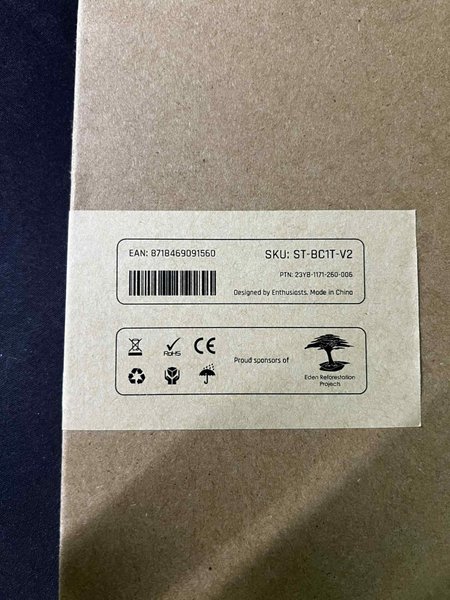 EAN: 8718469091560
SKU: ST-BC1T-V2
PTN: 23YB-1171-260-006
Designed by Enthusiasts. Made in China
RoHS
CE
Proud sponsors of
Eden Reforestation
Projects